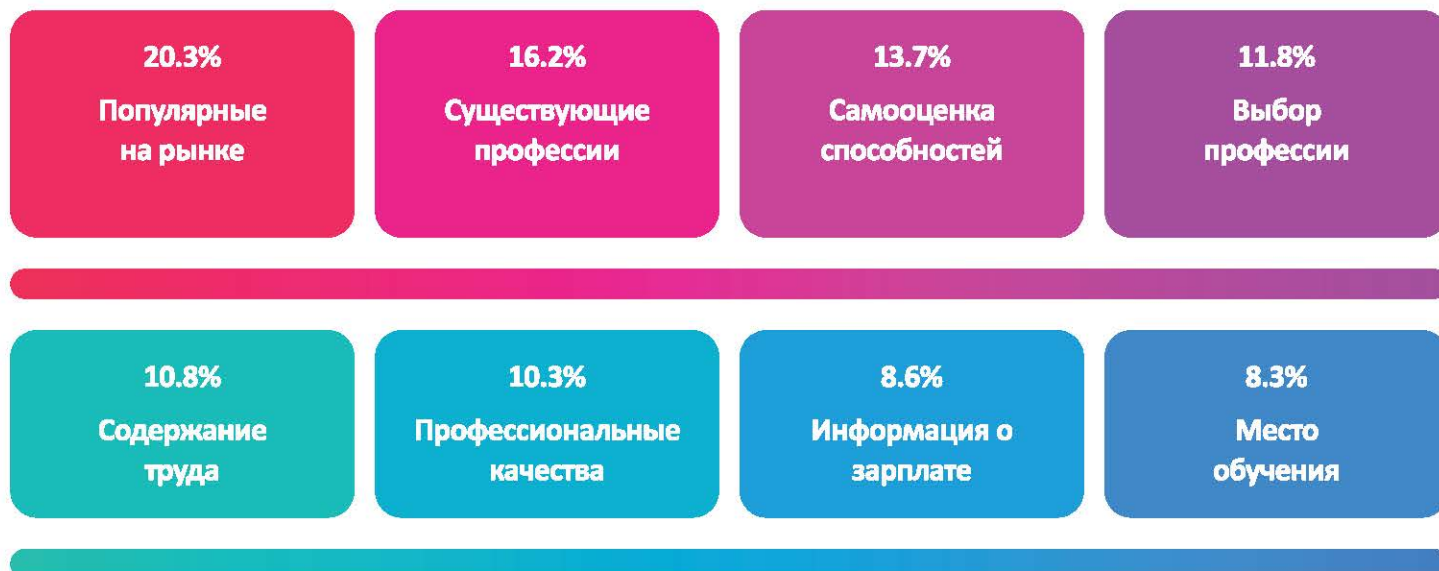 20.3%
Популярные
на рынке
16.2%
Существующие
профессии
13.7%
Самооценка
способностей
11.8%
Выбор
профессии
10.8%
Содержание
труда
10.3%
Профессиональные
качества
8.6%
Информация о
зарплате
8.3%
Место
обучения